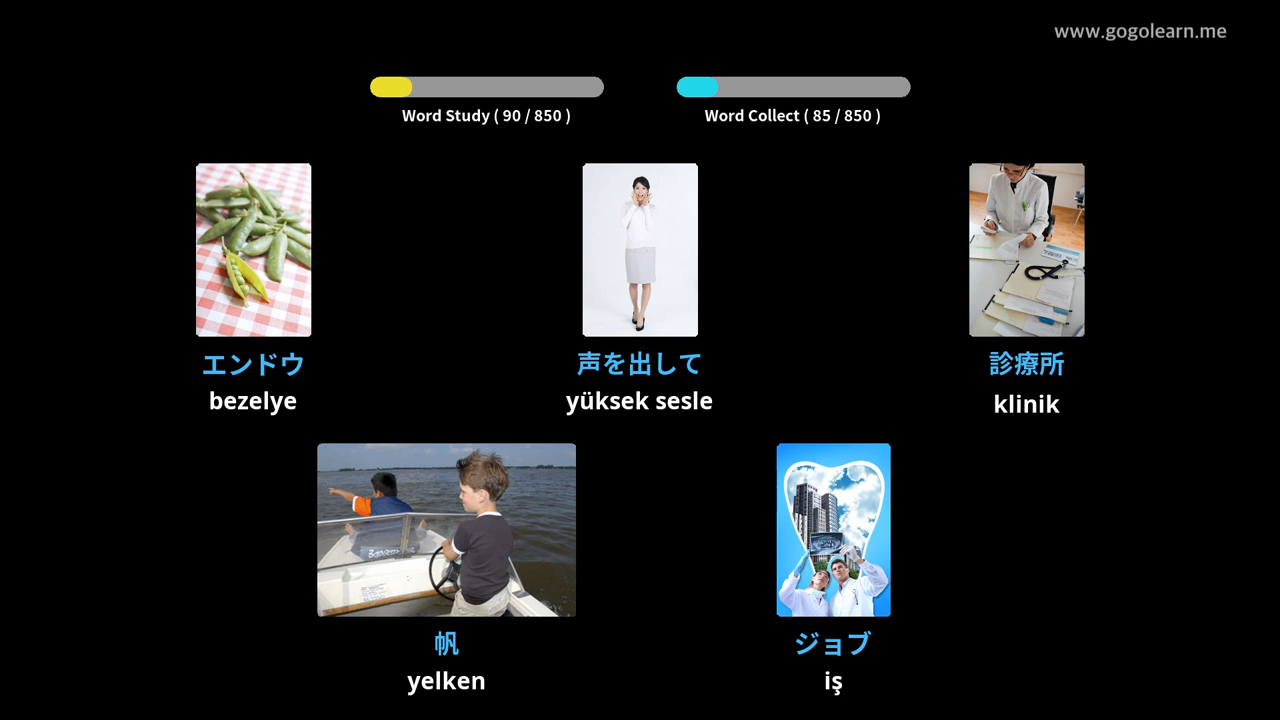 www.gogolearn.me
Word Study ( 90 / 850 )
Word Collect ( 85 / 850 )
エンドウ
bezelye
声を出して
yüksek sesle
診療所
klinik
帆
yelken
ジョブ
iş